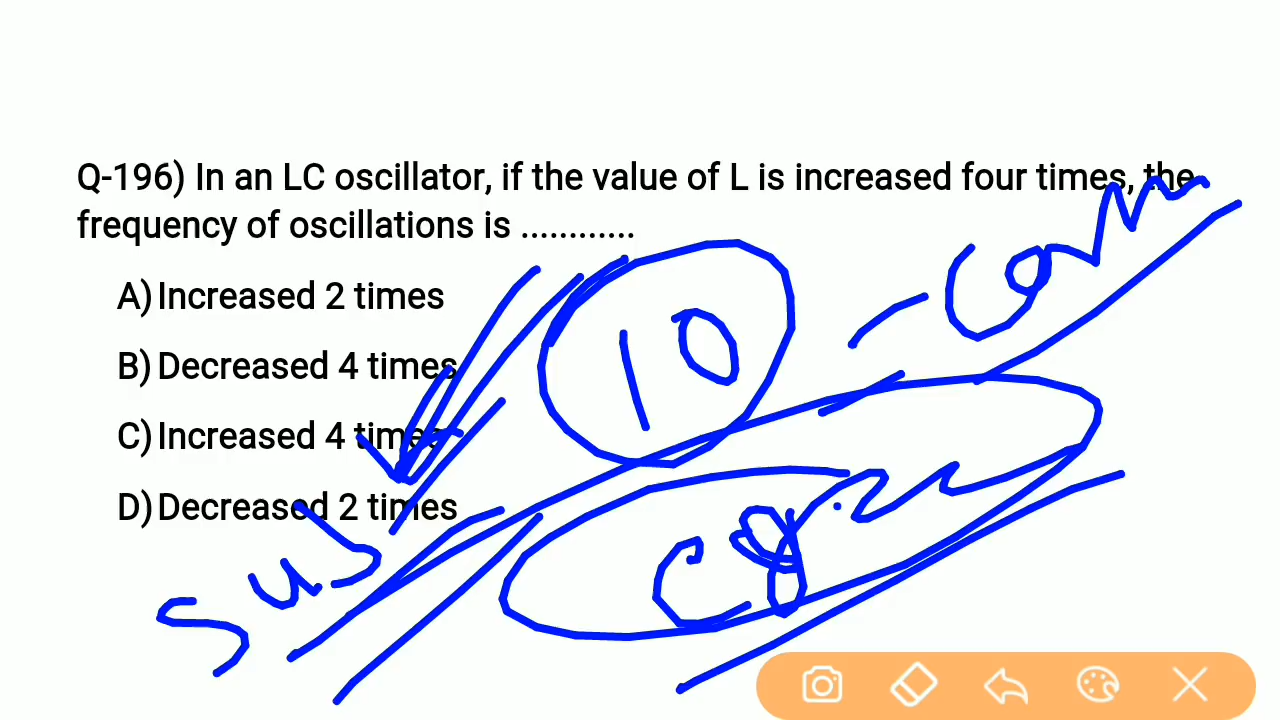 Q-196) In an LC oscillator, if the value of L is increased four times, the
frequency of oscillations is ............
A) Increased 2 times
10 - com
B) Decreased 4 times
C) Increased 4 times
D) Decreased 2 times
sub